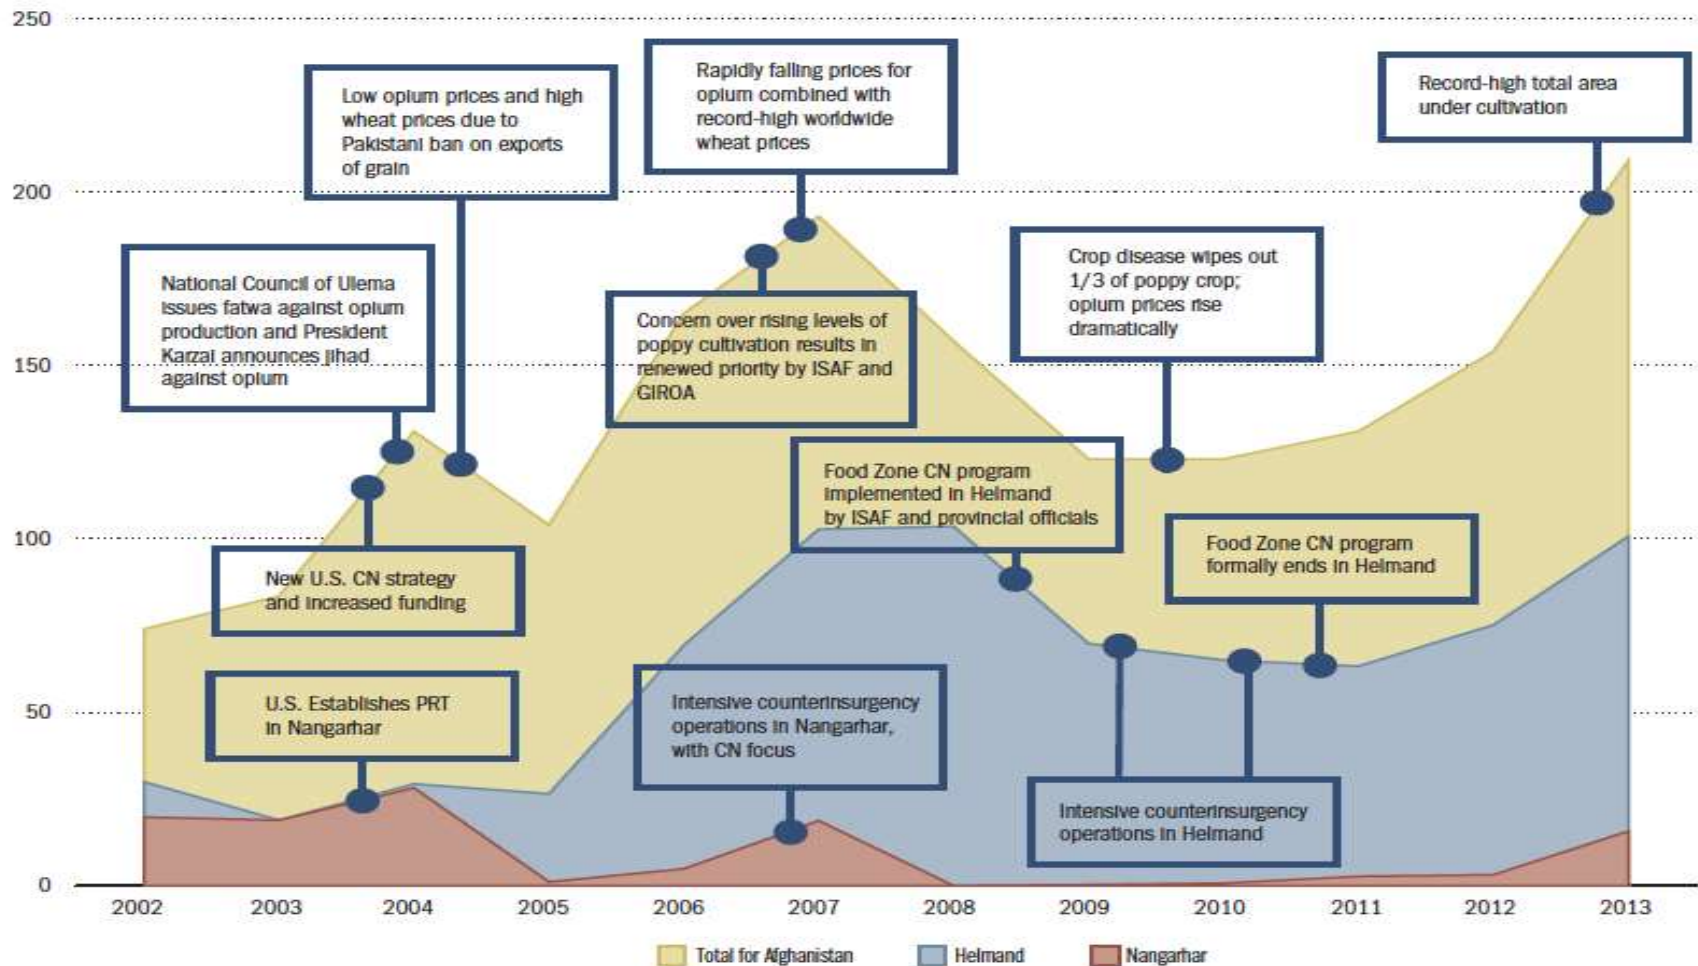 250
200
150
100
50
0
Low opium prices and high
wheat prices due to
Pakistani ban on exports
of grain
Rapidly falling prices for
opium combined with
record-high worldwide
wheat prices
Record-high total area
under cultivation
National Council of Ulema
issues fatwa against opium
production and President
Karzai announces jihad
against opium
Concern over rising levels of
poppy cultivation results in
renewed priority by ISAF and
GIROA
Crop disease wipes out
1/3 of poppy crop;
opium prices rise
dramatically
Food Zone CN program
implemented in Helmand
by ISAF and provincial officials
Food Zone CN program
formally ends in Helmand
New U.S. CN strategy
and increased funding
U.S. Establishes PRT
in Nangarhar
Intensive counterinsurgency
operations in Nangarhar,
with CN focus
Intensive counterinsurgency
operations in Helmand
2002 2003 2004 2005 2006 2007 2008 2009 2010 2011 2012 2013
Total for Afghanistan Helmand Nangarhar